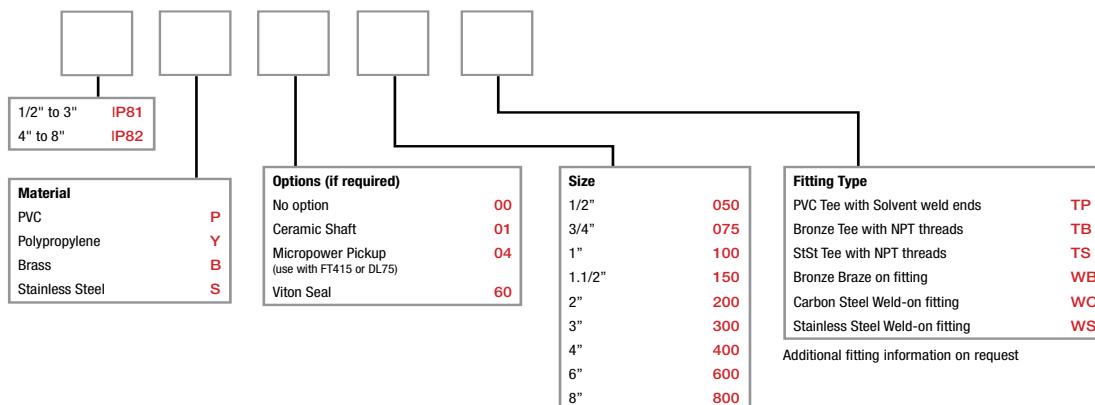 1/2" to 3" IP81
4" to 8" IP82
Material
PVC P
Polypropylene Y
Brass B
Stainless Steel S
Options (if required)
No option 00
Ceramic Shaft 01
Micropower Pickup 04
(use with FT415 or DL75)
Viton Seal 60
Size
1/2” 050
3/4” 075
1” 100
1.1/2” 150
2” 200
3” 300
4” 400
6” 600
8” 800
Fitting Type
PVC Tee with Solvent weld ends TP
Bronze Tee with NPT threads TB
StSt Tee with NPT threads TS
Bronze Braze on fitting WB
Carbon Steel Weld-on fitting WC
Stainless Steel Weld-on fitting WS
Additional fitting information on request